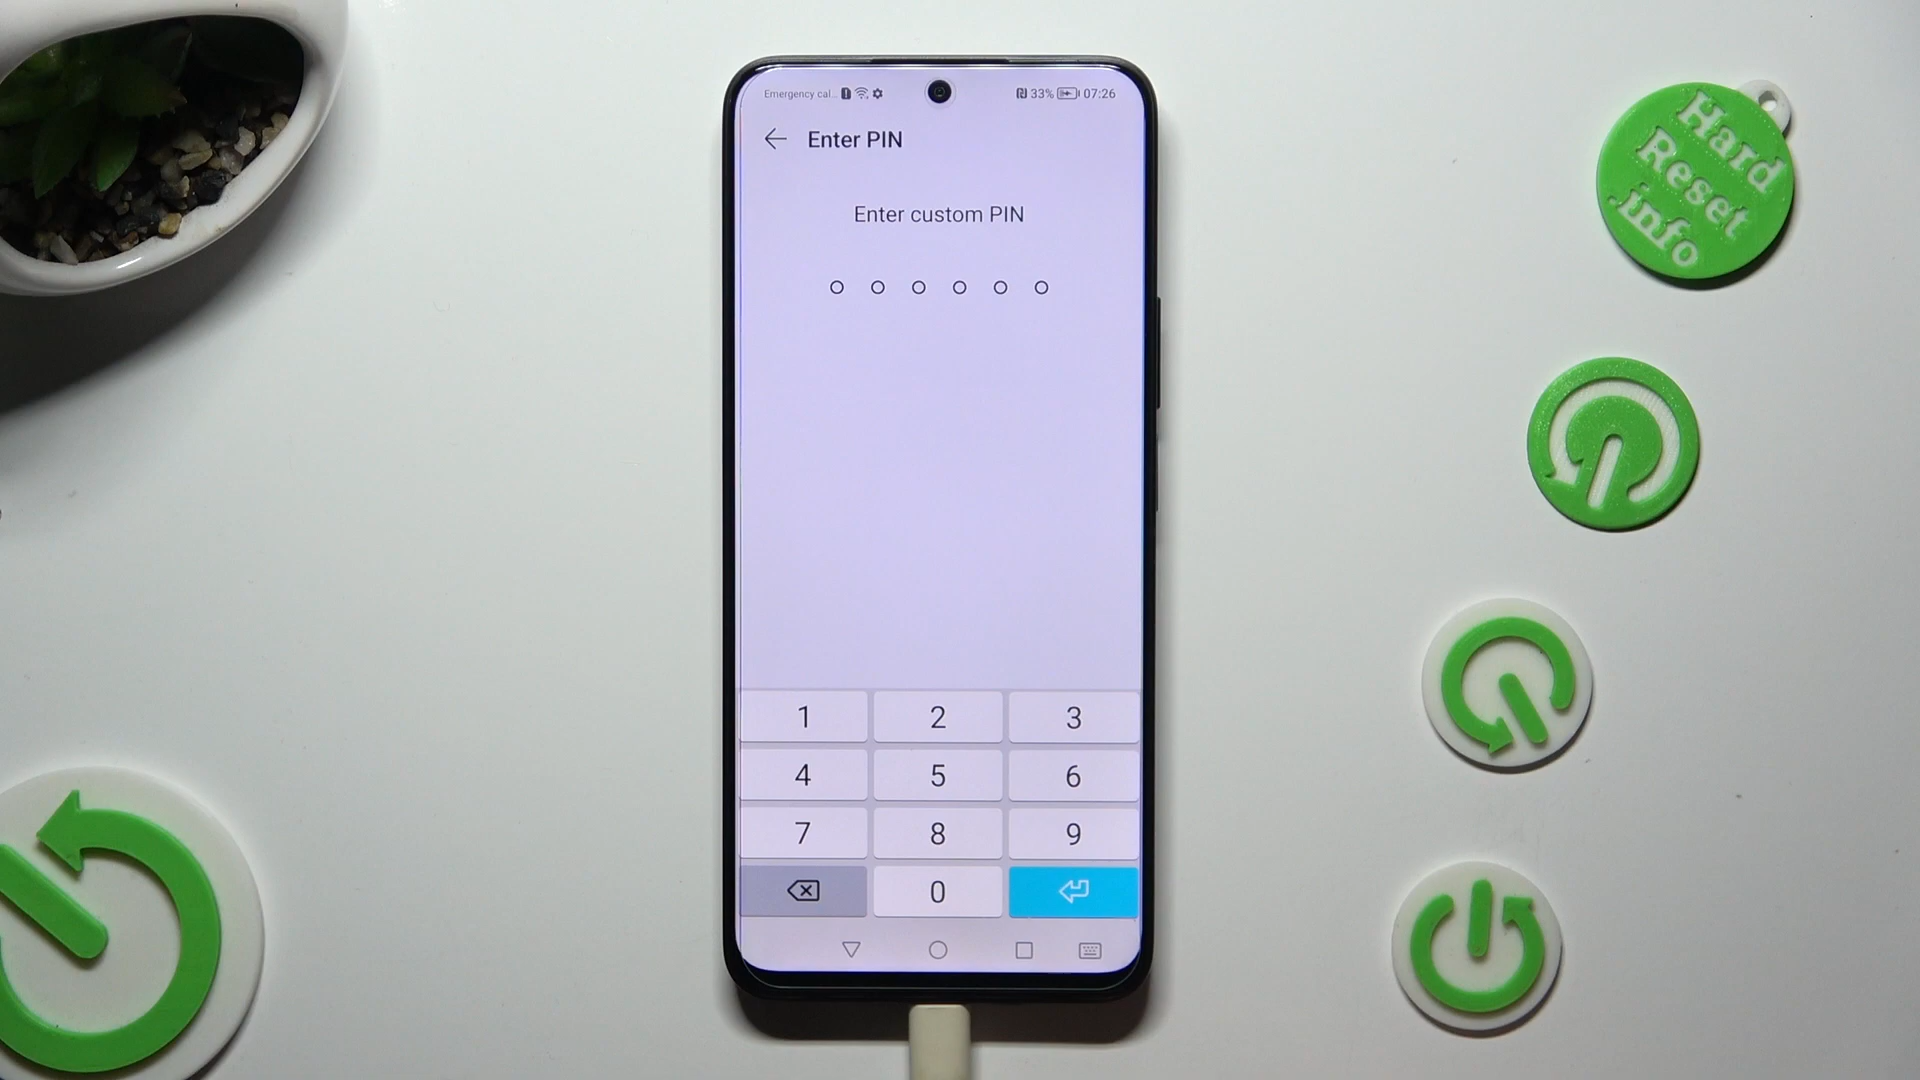 Emergency cal... 33% 07:26
Enter PIN
Enter custom PIN
1 2 3
4 5 6
7 8 9
0
Hard
Reset
.info